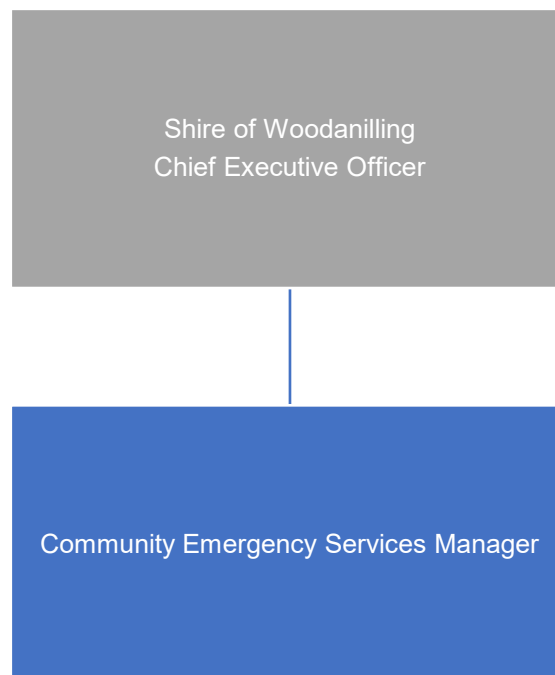 Shire of Woodanilling
Chief Executive Officer
Community Emergency Services Manager